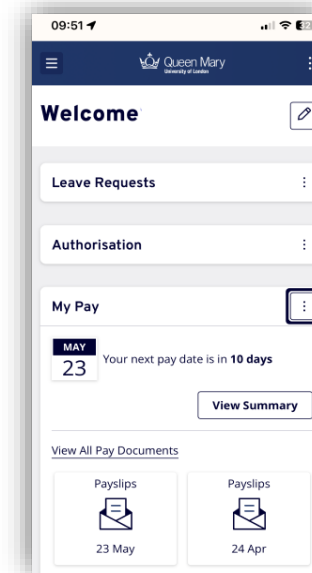 09:51
Queen Mary
University of London
Welcome
Leave Requests
Authorisation
My Pay
MAY
23
Your next pay date is in 10 days
View Summary
View All Pay Documents
Payslips
23 May
Payslips
24 Apr